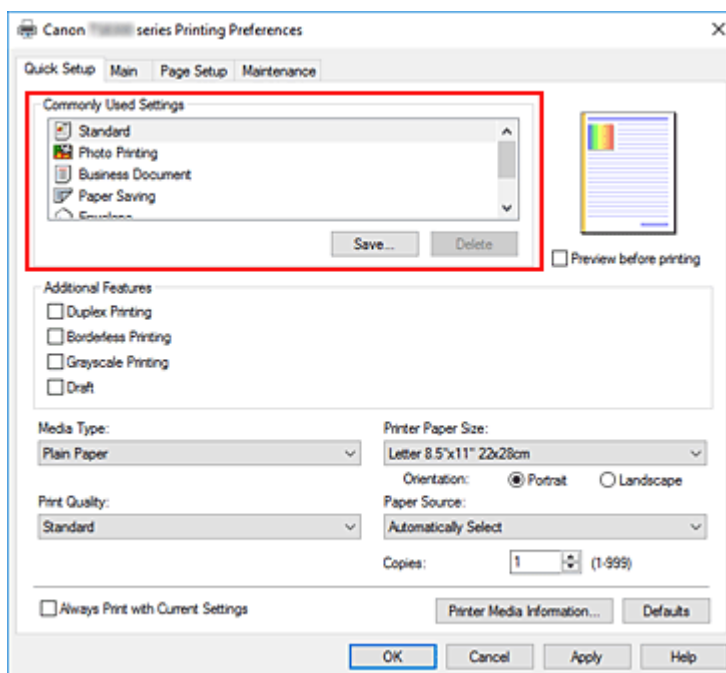 Canon series Printing Preferences
Quick Setup Main Page Setup Maintenance
Commonly Used Settings
Standard
Photo Printing
Business Document
Paper Saving
Envelope
Save... Delete
Preview before printing
Additional Features
Duplex Printing
Borderless Printing
Grayscale Printing
Draft
Media Type: Printer Paper Size:
Plain Paper Letter 8.5"x11" 22x28cm
Orientation: Portrait Landscape
Print Quality: Paper Source:
Standard Automatically Select
Copies: 1 (1-999)
Always Print with Current Settings Printer Media Information... Defaults
OK Cancel Apply Help